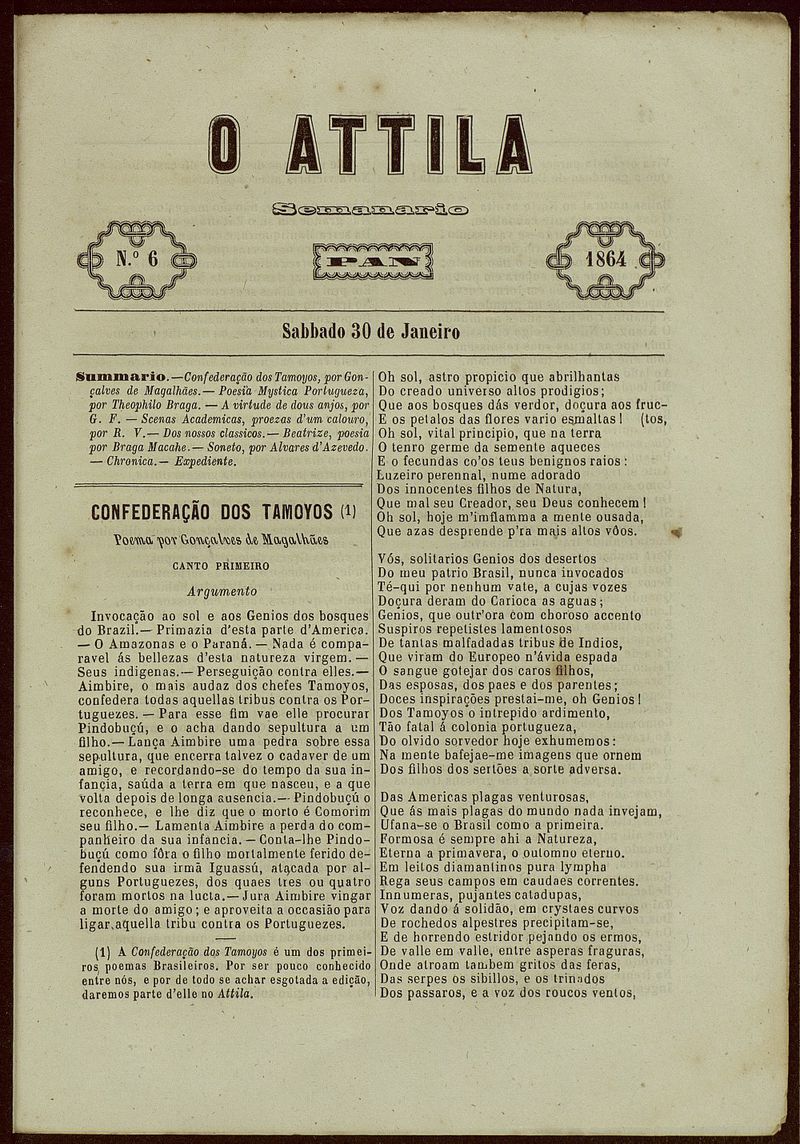 O ATTILA
Semanario
N.º 6
PAN
1864
Sabbado 30 de Janeiro
Summario.—Confederação dos Tamoyos, por Gon-
çalves de Magalhães.— Poesia Mystica Portugueza,
por Theophilo Braga. — A virtude de dous anjos, por
G. F. — Scenas Academicas, proezas d'um calouro,
por R. V.— Dos nossos classicos.— Beatrize, poesia
por Braga Macahe.— Soneto, por Alvares d'Azevedo.
— Chronica.— Expediente.
CONFEDERAÇÃO DOS TAMOYOS (1)
Poema por Gonçalves de Magalhães
CANTO PRIMEIRO
Argumento
Invocação ao sol e aos Genios dos bosques
do Brazil.— Primazia d'esta parte d'America.
— O Amazonas e o Paraná. — Nada é compa-
ravel ás bellezas d'esta natureza virgem. —
Seus indigenas.— Perseguição contra elles.—
Aimbire, o mais audaz dos chefes Tamoyos,
confedera todas aquellas tribus contra os Por-
tuguezes. — Para esse fim vae elle procurar
Pindobuçú, e o acha dando sepultura a um
filho.— Lança Aimbire uma pedra sobre essa
sepultura, que encerra talvez o cadaver de um
amigo, e recordando-se do tempo da sua in-
fancia, saúda a terra em que nasceu, e a que
volta depois de longa ausencia.— Pindobuçú o
reconhece, e lhe diz que o morto é Comorim
seu filho.— Lamenta Aimbire a perda do com-
panheiro da sua infancia. — Conta-lhe Pindo-
buçú como fôra o filho mortalmente ferido de-
fendendo sua irmã Iguassú, atacada por al-
guns Portuguezes, dos quaes tres ou quatro
foram mortos na lucta.— Jura Aimbire vingar
a morte do amigo; e aproveita a occasião para
ligar aquella tribu contra os Portuguezes.
(1) A Confederação dos Tamoyos é um dos primei-
ros poemas Brasileiros. Por ser pouco conhecido
entre nós, e por de todo se achar esgotada a edição,
daremos parte d'elle no Attila.
Oh sol, astro propicio que abrilhantas
Do creado universo altos prodigios;
Que aos bosques dás verdor, doçura aos fruc-
E os petalos das flores vario esmaltas! (tos,
Oh sol, vital principio, que na terra
O tenro germe da semente aqueces
E o fecundas co'os teus benignos raios:
Luzeiro perennal, nume adorado
Dos innocentes filhos de Natura,
Que mal seu Creador, seu Deus conhecem!
Oh sol, hoje m'imflamma a mente ousada,
Que azas desprende p'ra mais altos vôos.
Vós, solitarios Genios dos desertos
Do meu patrio Brasil, nunca invocados
Té-qui por nenhum vate, a cujas vozes
Doçura deram do Carioca as aguas;
Genios, que outr'ora com choroso accento
Suspiros repetistes lamentosos
De tantas malfadadas tribus de Indios,
Que viram do Europeo n'ávida espada
O sangue gotejar dos caros filhos,
Das esposas, dos paes e dos parentes;
Doces inspirações prestai-me, oh Genios!
Dos Tamoyos o intrepido ardimento,
Tão fatal á colonia portugueza,
Do olvido sorvedor hoje exhumemos:
Na mente bafejae-me imagens que ornem
Dos filhos dos sertões a sorte adversa.
Das Americas plagas venturosas,
Que ás mais plagas do mundo nada invejam,
Ufana-se o Brasil como a primeira.
Formosa é sempre ahi a Natureza,
Eterna a primavera, o outomno eterno.
Em leitos diamantinos pura lympha
Rega seus campos em caudaes correntes.
Innumeras, pujantes catadupas,
Voz dando á solidão, em crystaes curvos
De rochedos alpestres precipitam-se,
E de horrendo estridor pejando os ermos,
De valle em valle, entre asperas fraguras,
Onde atroam tambem gritos das feras,
Das serpes os sibillos, e os trinados
Dos passaros, e a voz dos roucos ventos,